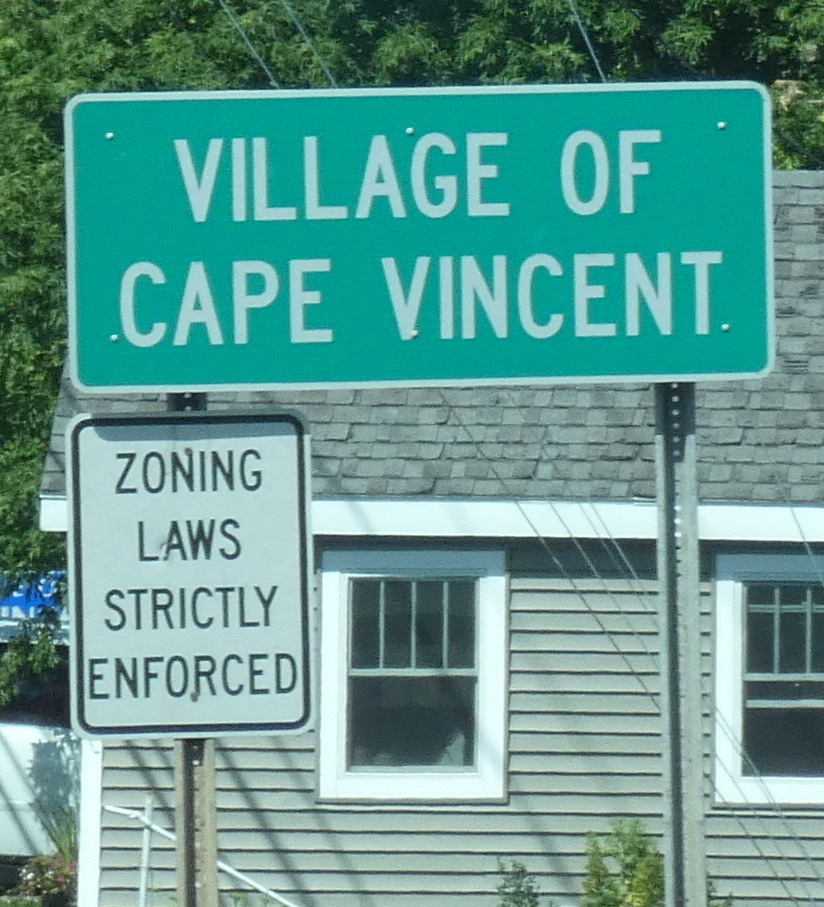 VILLAGE OF
CAPE VINCENT
ZONING
LAWS
STRICTLY
ENFORCED